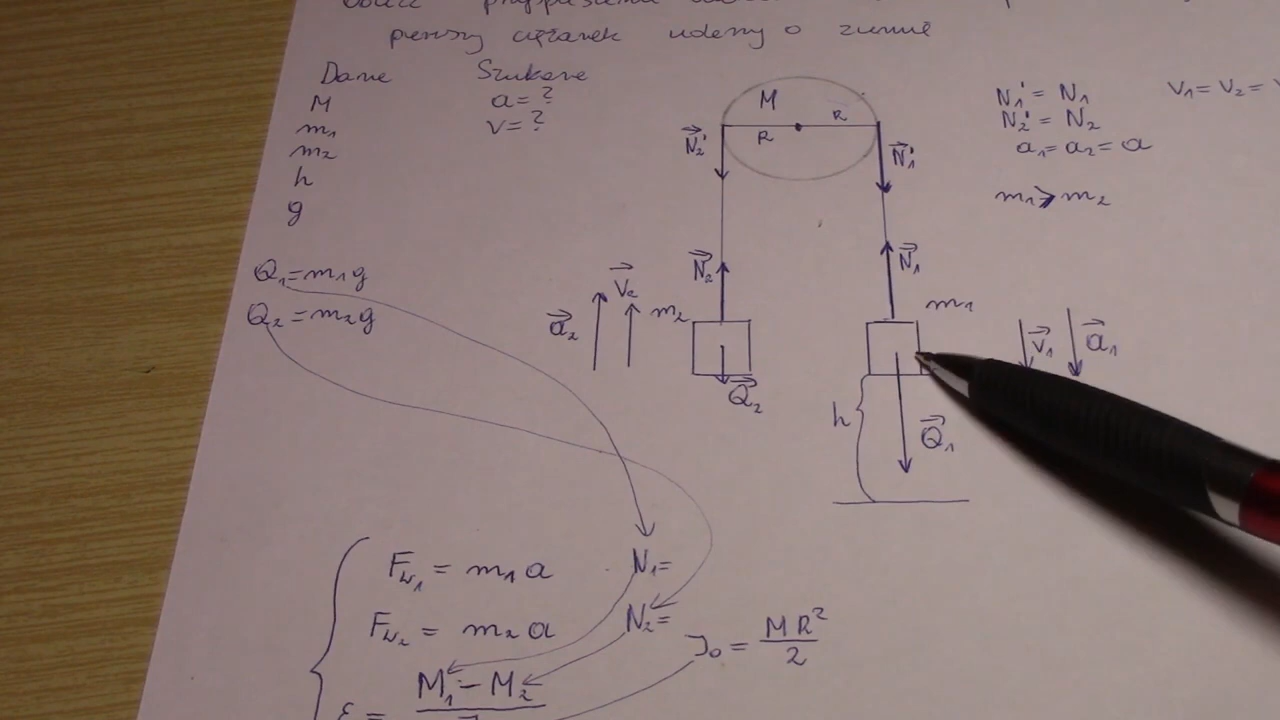 pierwszy ciężarek uderzy o ziemię
Dane
Szukane
M
a = ?
m₁
v = ?
m₂
h
g
Q₁ = m₁g
Q₂ = m₂g
M
R
R
N₂'
N₁'
N₁' = N₁
N₂' = N₂
a₁ = a₂ = a
m₁ > m₂
V₁ = V₂ =
N₂
N₁
a₂
V₂
m₂
m₁
V₁
a₁
Q₂
Q₁
h
F_w₁ = m₁ a
N₁ =
F_w₂ = m₂ a
N₂ =
J₀ = MR²/2
ε = M₁ - M₂